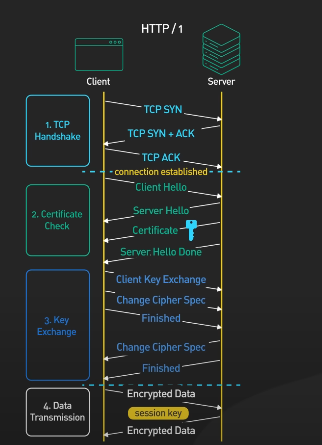 HTTP / 1
Client
Server
1. TCP
Handshake
TCP SYN
TCP SYN + ACK
TCP ACK
connection established
2. Certificate
Check
Client Hello
Server Hello
Certificate
Server Hello Done
3. Key
Exchange
Client Key Exchange
Change Cipher Spec
Finished
Change Cipher Spec
Finished
4. Data
Transmission
Encrypted Data
session key
Encrypted Data